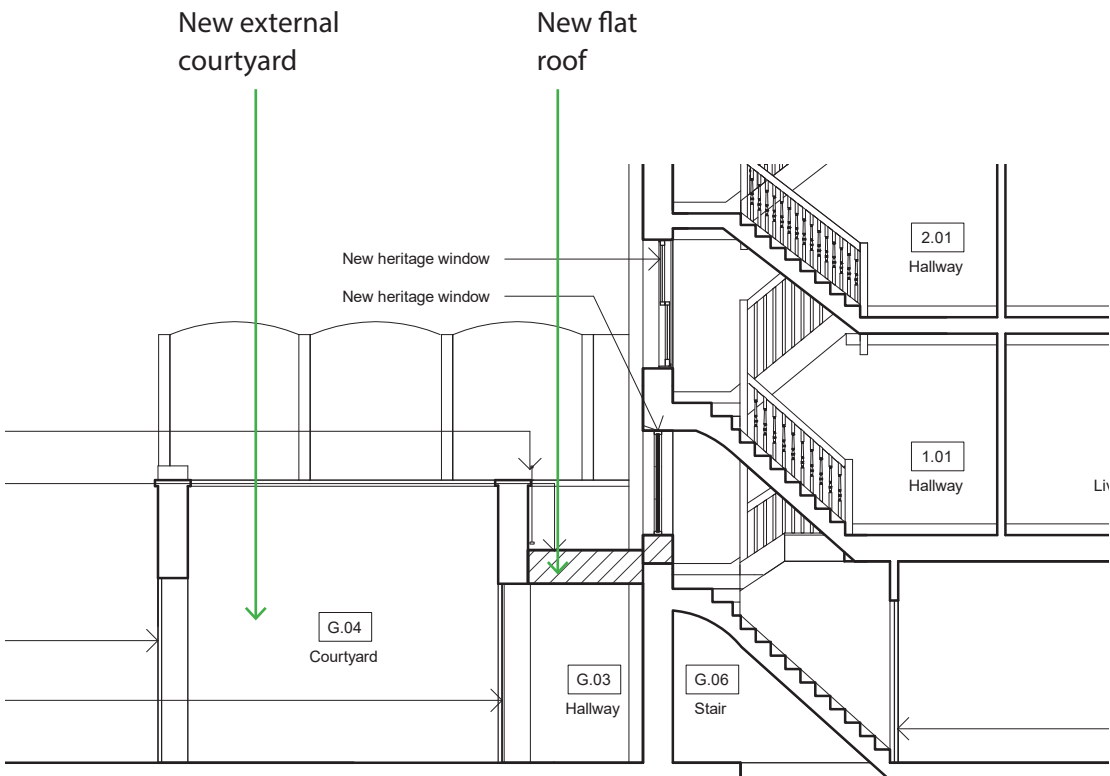 New external
courtyard
New flat
roof
2.01
Hallway
New heritage window
New heritage window
1.01
Hallway
Liv
G.04
Courtyard
G.03
Hallway
G.06
Stair